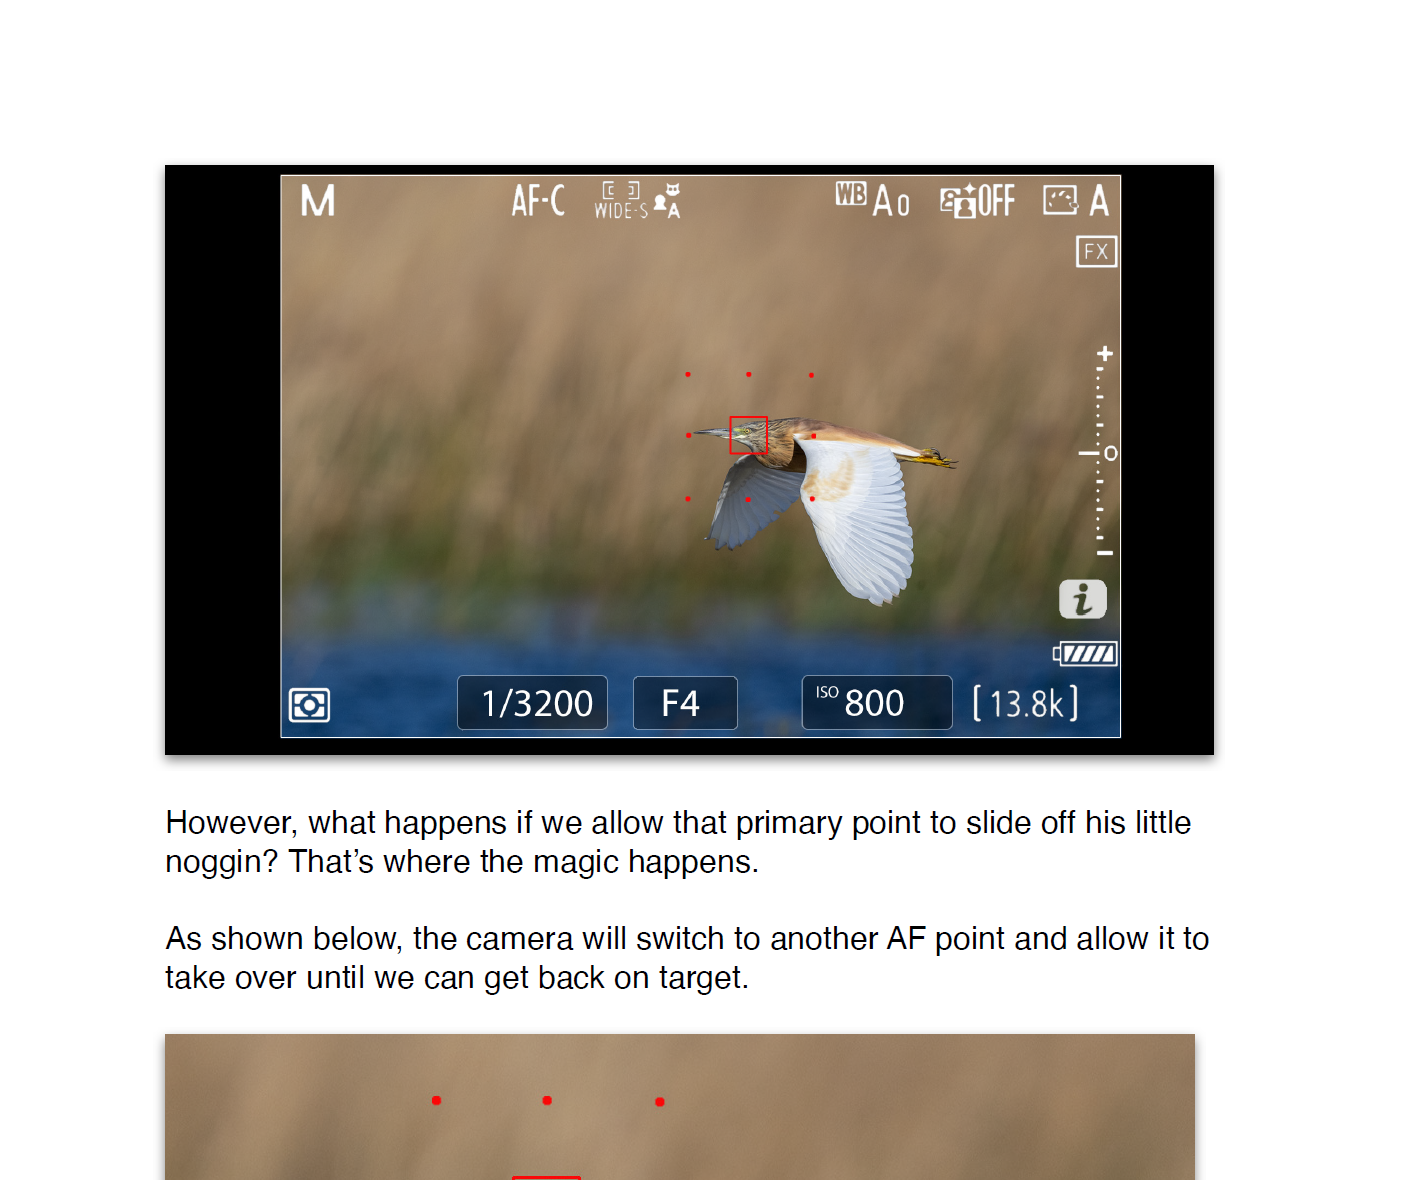 M AF-C WIDE-S A WB A0 OFF A
FX
+
0
−
i
1/3200 F4 ISO 800 [13.8k]
However, what happens if we allow that primary point to slide off his little
noggin? That’s where the magic happens.
As shown below, the camera will switch to another AF point and allow it to
take over until we can get back on target.